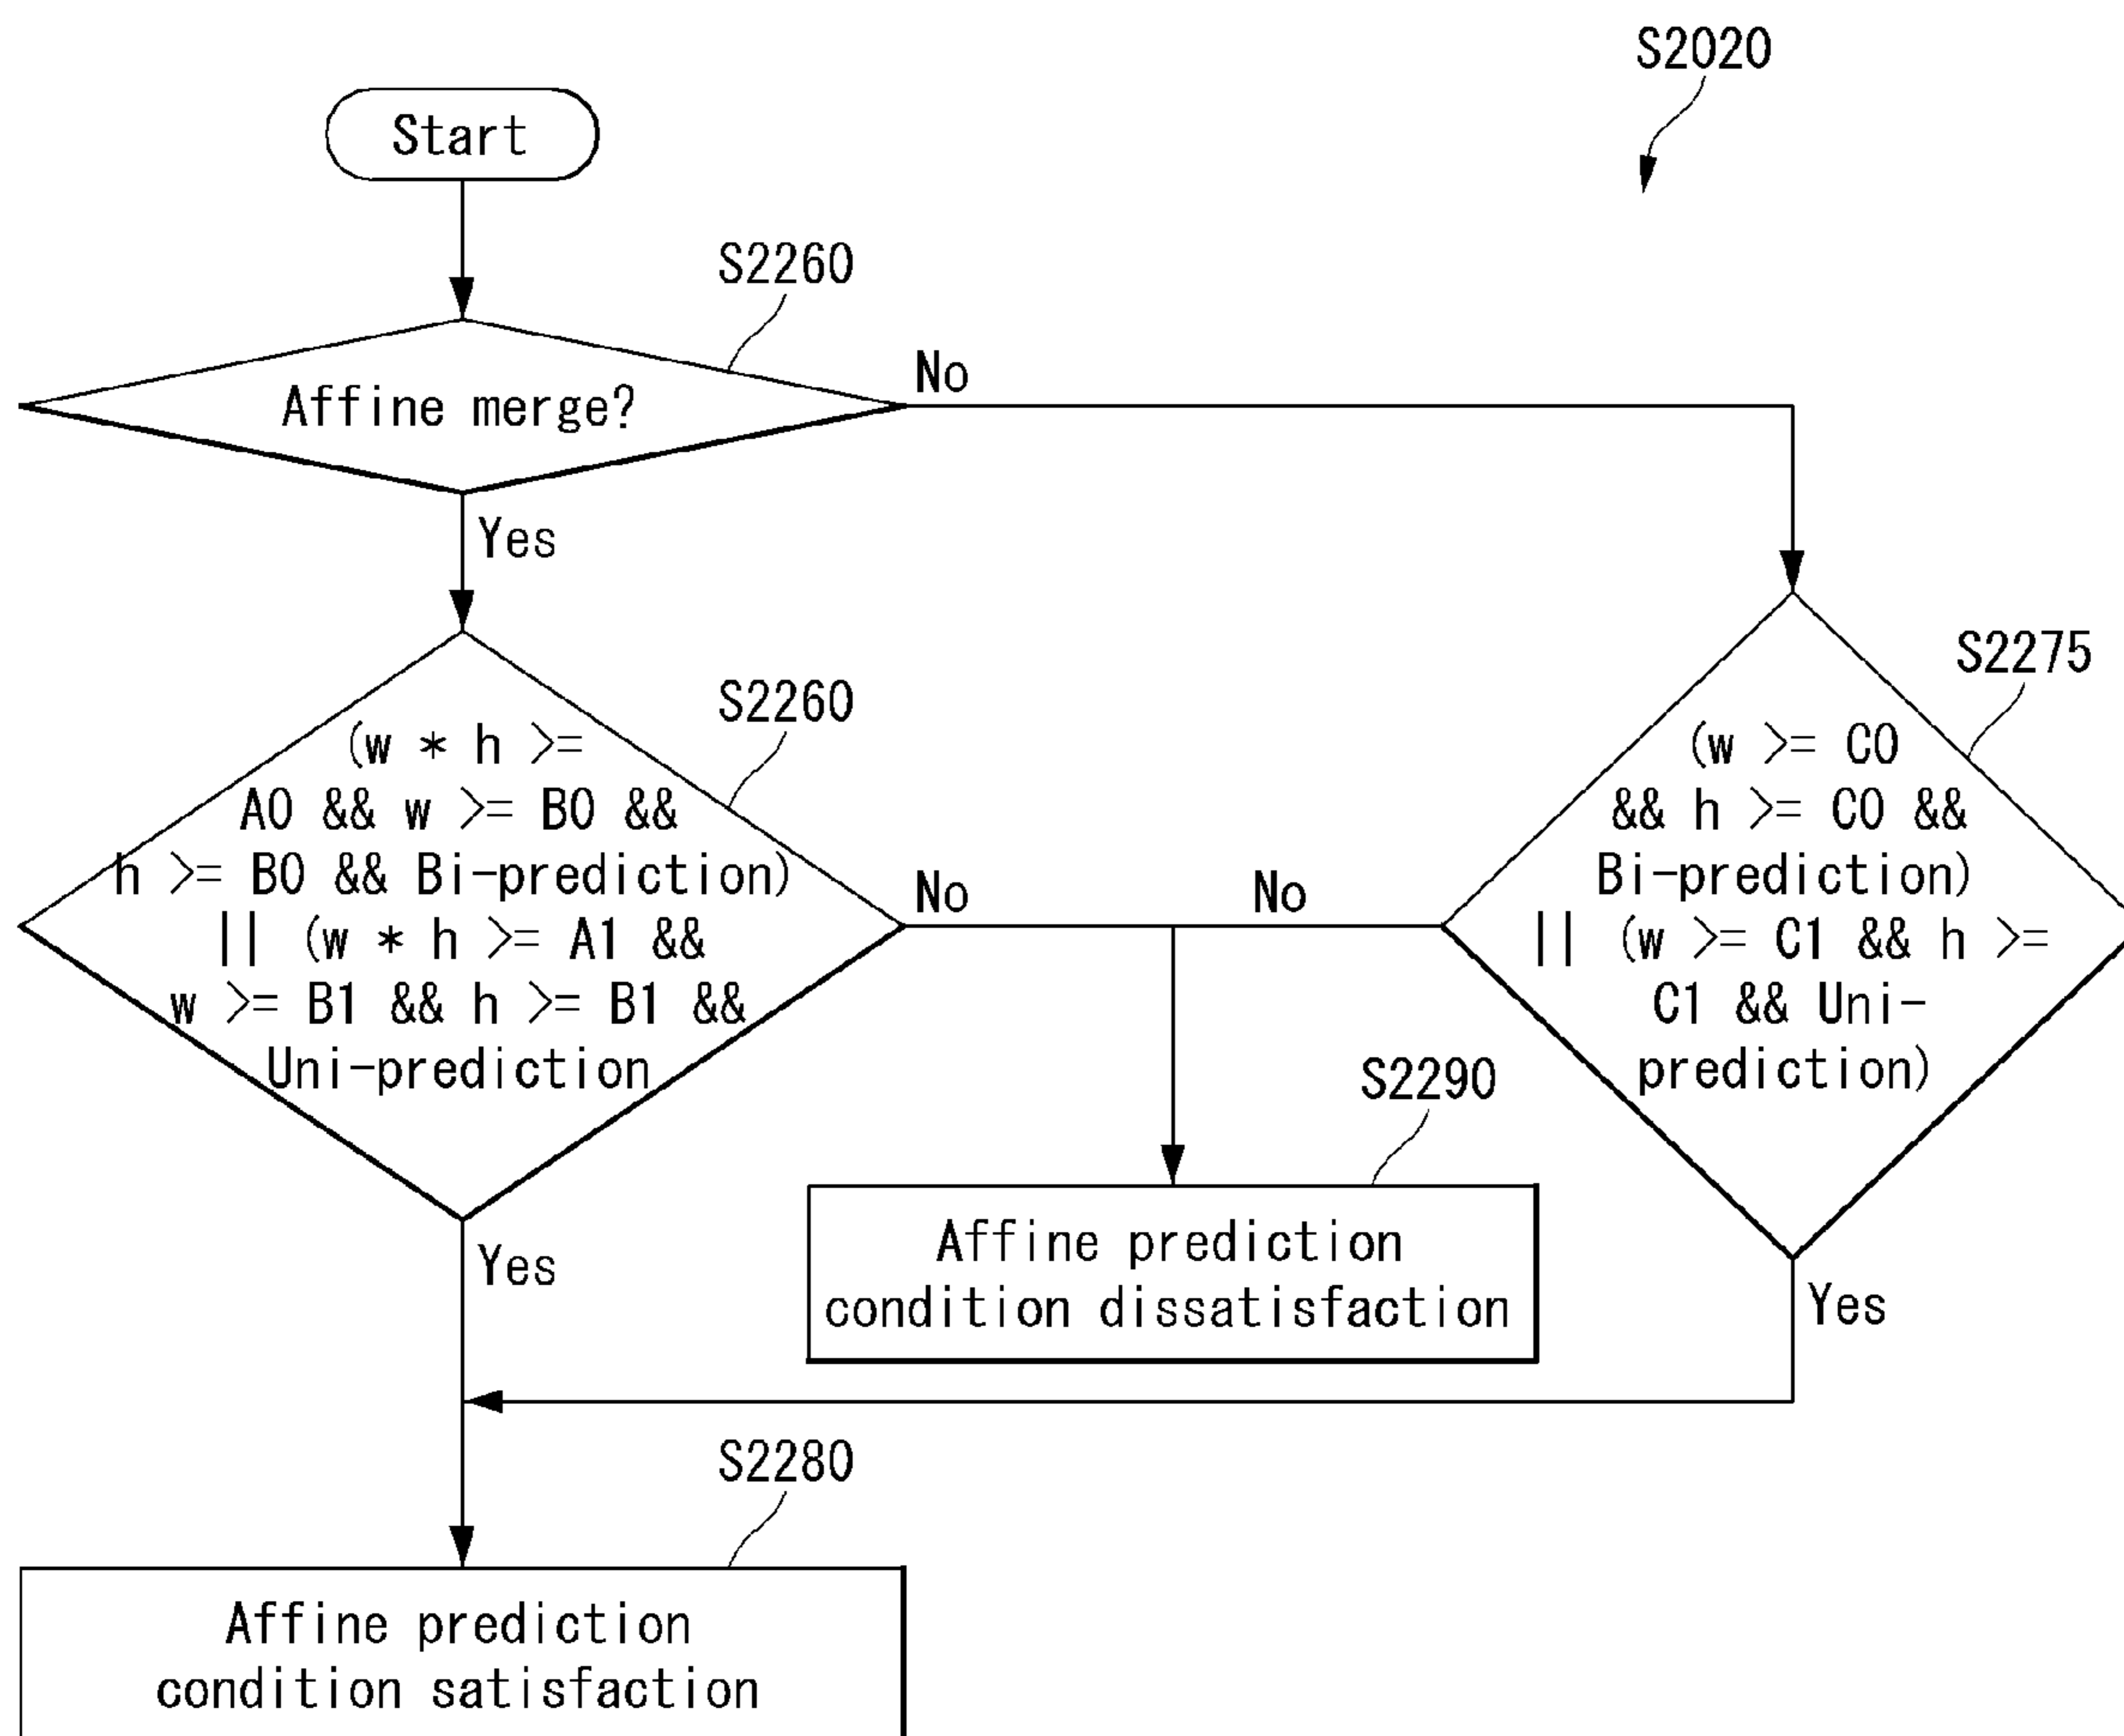 S2020
Start
S2260
Affine merge?
No
Yes
S2260
(w * h >=
A0 && w >= B0 &&
h >= B0 && Bi-prediction)
|| (w * h >= A1 &&
w >= B1 && h >= B1 &&
Uni-prediction
No
No
S2275
(w >= C0
&& h >= C0 &&
Bi-prediction)
|| (w >= C1 && h >=
C1 && Uni-
prediction)
S2290
Affine prediction
condition dissatisfaction
Yes
Yes
S2280
Affine prediction
condition satisfaction